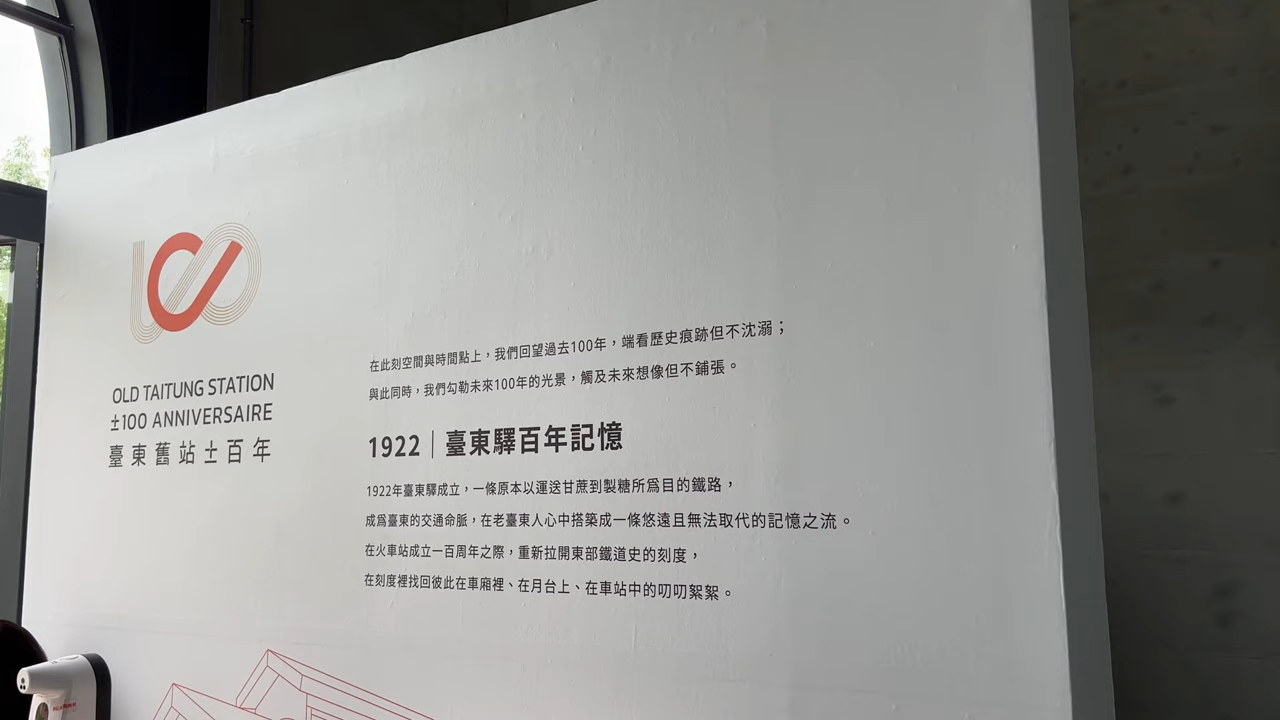 100
OLD TAITUNG STATION
±100 ANNIVERSAIRE
臺東舊站±百年
在此刻空間與時間點上，我們回望過去100年，端看歷史痕跡但不沈溺；
與此同時，我們勾勒未來100年的光景，觸及未來想像但不鋪張。
1922｜臺東驛百年記憶
1922年臺東驛成立，一條原本以運送甘蔗到製糖所爲目的鐵路，
成爲臺東的交通命脈，在老臺東人心中搭築成一條悠遠且無法取代的記憶之流。
在火車站成立一百周年之際，重新拉開東部鐵道史的刻度，
在刻度裡找回彼此在車廂裡、在月台上、在車站中的叨叨絮絮。